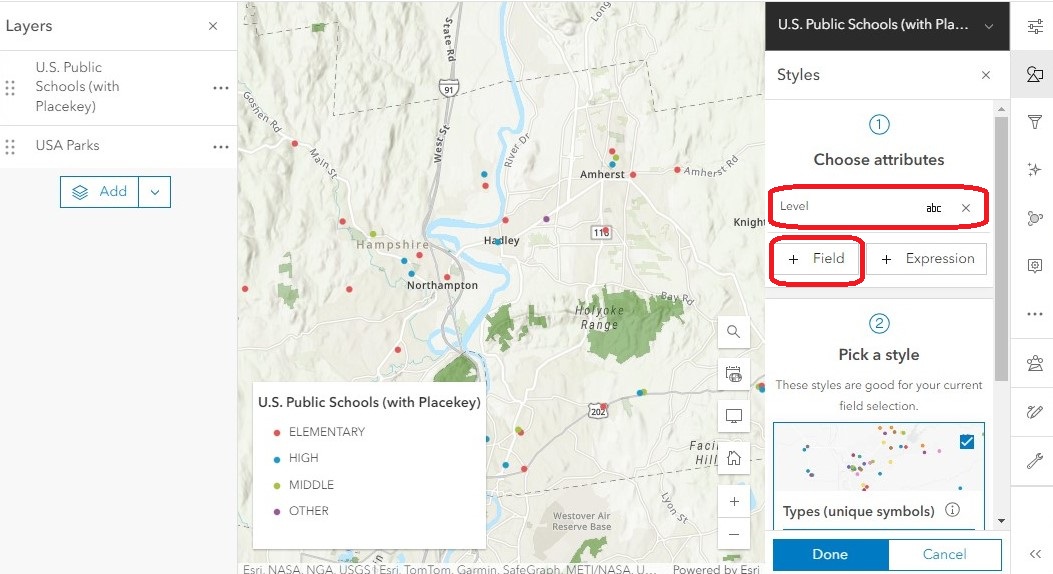 Layers
U.S. Public
Schools (with
Placekey)
USA Parks
Add
State Rd
Long
91
Goshen Rd
Main St
West St
River Dr
Amherst
Amherst Rd
Hampshire
Hadley
116
Knight
Northampton
Bay Rd
Holyoke
Range
202
Faci
Hill
Lyon St
Westover Air
Reserve Base
U.S. Public Schools (with Placekey)
ELEMENTARY
HIGH
MIDDLE
OTHER
Esri, NASA, NGA, USGS | Esri, TomTom, Garmin, SafeGraph, METI/NASA, U...
Powered by Esri
U.S. Public Schools (with Pla...
Styles
1
Choose attributes
Level abc
+ Field
+ Expression
2
Pick a style
These styles are good for your current
field selection.
Types (unique symbols)
Done
Cancel